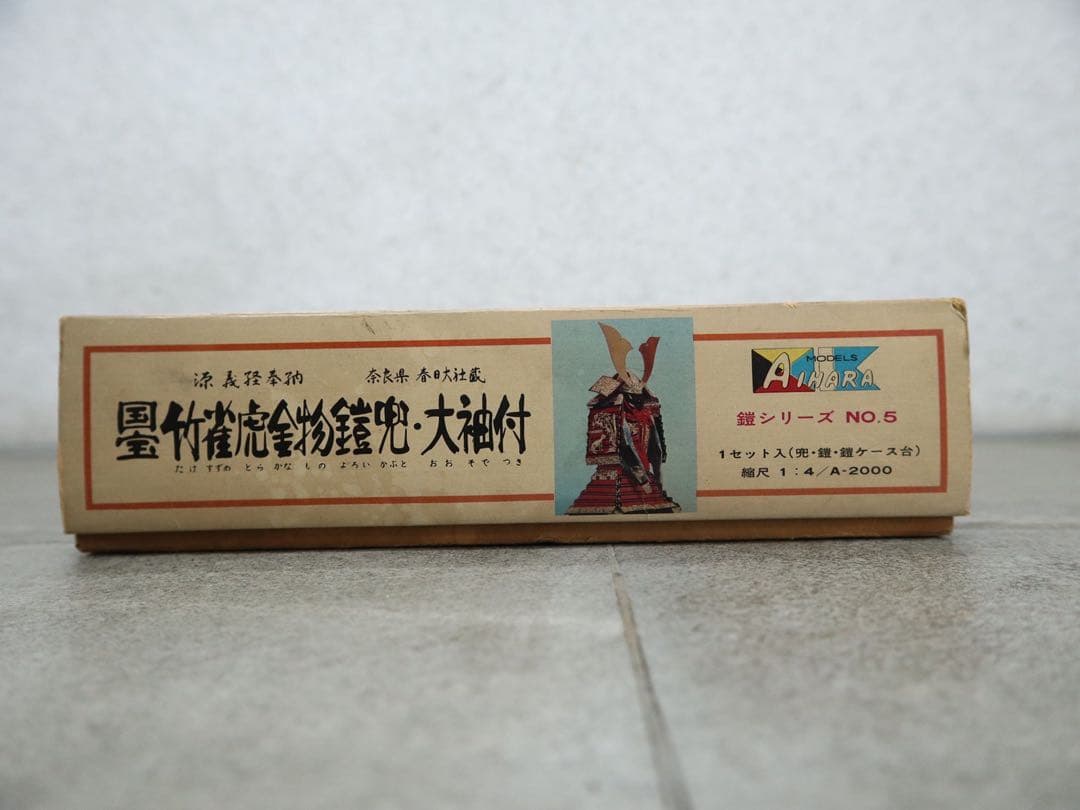 源義経奉納 奈良県 春日大社蔵
国宝 竹雀虎金物鎧兜・大袖付
たけ すずめ とら かな もの よろい かぶと おお そで つき
MODELS
AIHARA
鎧シリーズ NO.5
1セット入(兜・鎧・鎧ケース台)
縮尺 1:4/A-2000